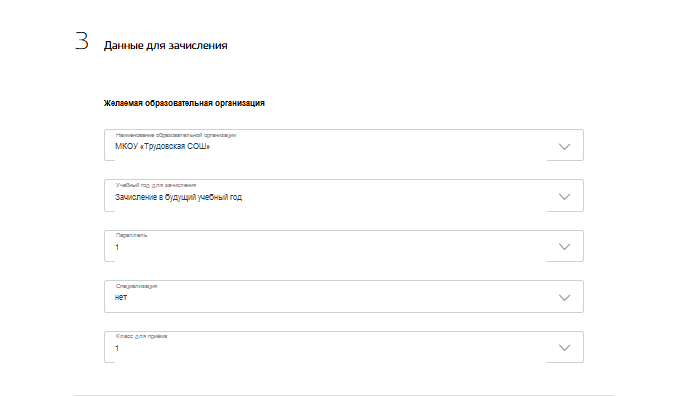 3 Данные для зачисления
Желаемая образовательная организация
Наименование образовательной организации
МКОУ «Трудовская СОШ»
Учебный год для зачисления
Зачисление в будущий учебный год
Параллель
1
Специализация
нет
Класс для приема
1